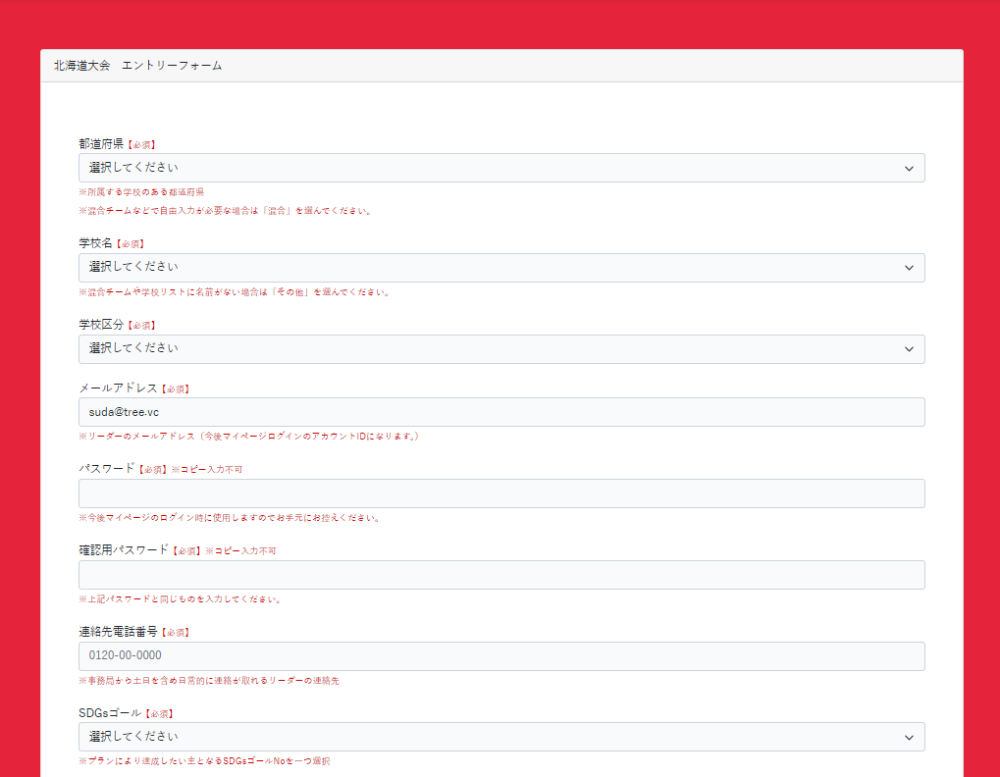 北海道大会　エントリーフォーム
都道府県【必須】
選択してください
※所属する学校のある都道府県
※混合チームなどで自由入力が必要な場合は「混合」を選んでください。
学校名【必須】
選択してください
※混合チームや学校リストに名前がない場合は「その他」を選んでください。
学校区分【必須】
選択してください
メールアドレス【必須】
suda@tree.vc
※リーダーのメールアドレス（今後マイページログインのアカウントIDになります。）
パスワード【必須】※コピー入力不可
※今後マイページのログイン時に使用しますのでお手元にお控えください。
確認用パスワード【必須】※コピー入力不可
※上記パスワードと同じものを入力してください。
連絡先電話番号【必須】
0120-00-0000
※事務局から土日を含め日常的に連絡が取れるリーダーの連絡先
SDGsゴール【必須】
選択してください
※プランにより達成したい主となるSDGsゴールNoを一つ選択